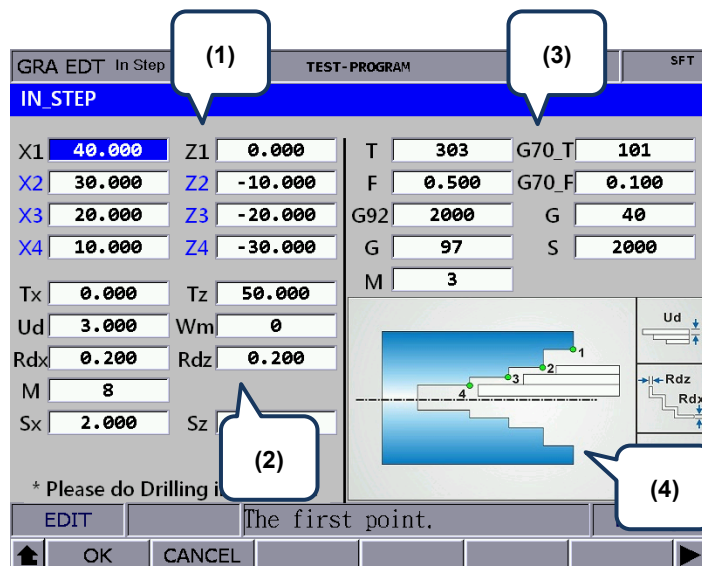 GRA EDT In Step (1) TEST-PROGRAM (3) SFT
IN_STEP
X1 40.000 Z1 0.000 T 303 G70_T 101
X2 30.000 Z2 -10.000 F 0.500 G70_F 0.100
X3 20.000 Z3 -20.000 G92 2000 G 40
X4 10.000 Z4 -30.000 G 97 S 2000
M 3
Tx 0.000 Tz 50.000
Ud 3.000 Wm 0
Rdx 0.200 Rdz 0.200
M 8
Sx 2.000 Sz
1
2
3
4
Ud
Rdz
Rdx
(2)
(4)
* Please do Drilling
EDIT The first point.
OK CANCEL